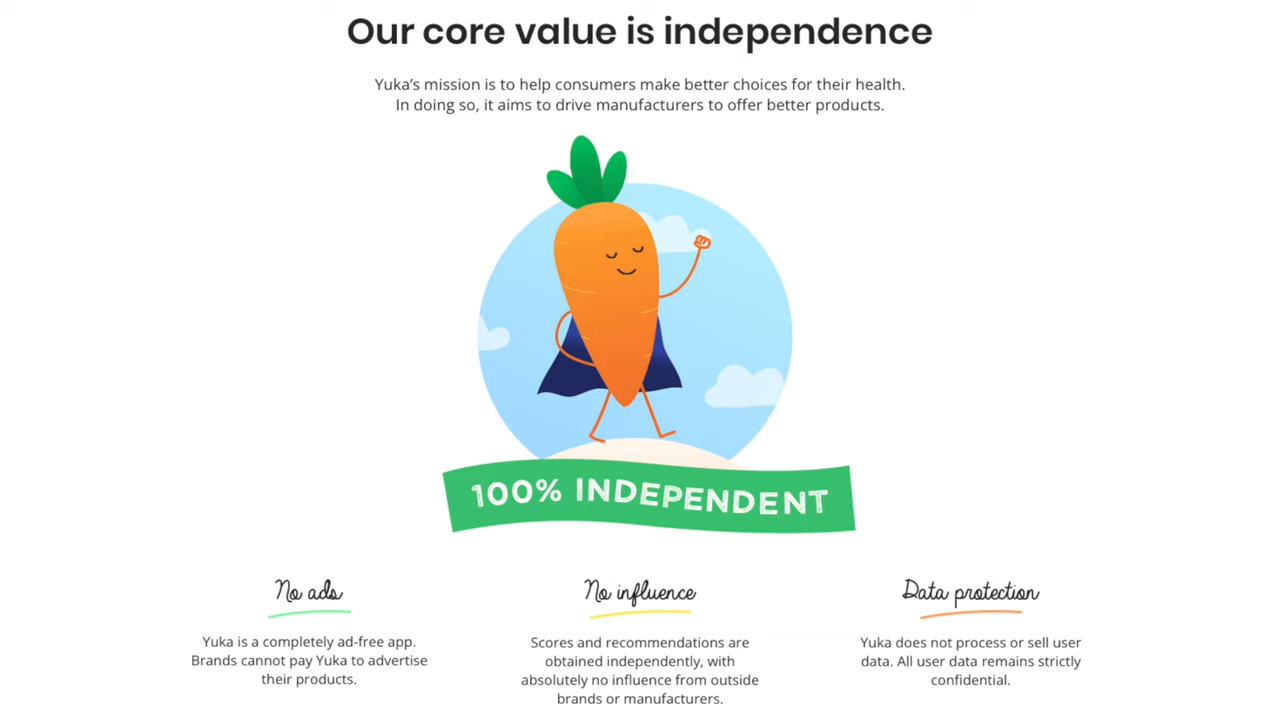 Our core value is independence
Yuka's mission is to help consumers make better choices for their health.
In doing so, it aims to drive manufacturers to offer better products.
100% INDEPENDENT
No ads
Yuka is a completely ad-free app.
Brands cannot pay Yuka to advertise
their products.
No influence
Scores and recommendations are
obtained independently, with
absolutely no influence from outside
brands or manufacturers.
Data protection
Yuka does not process or sell user
data. All user data remains strictly
confidential.